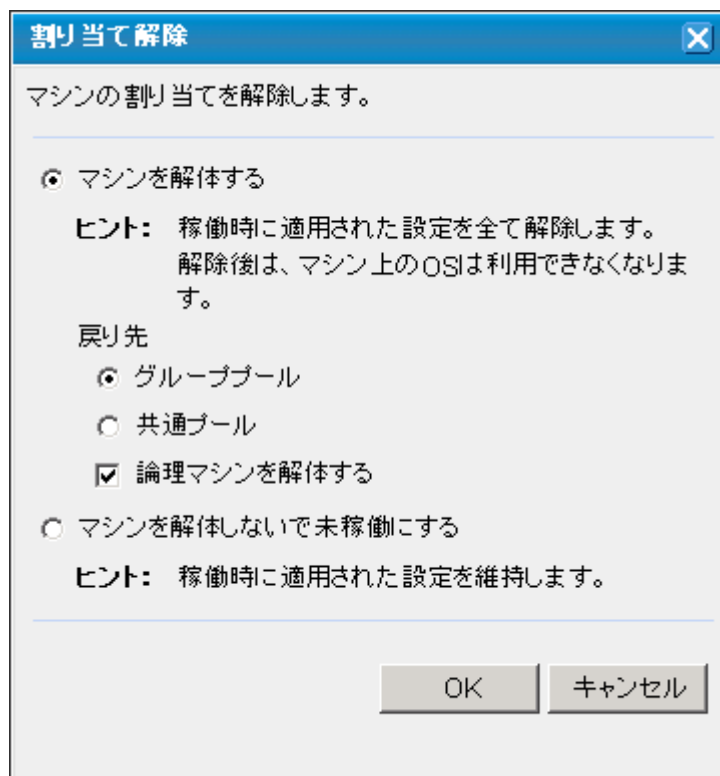 割り当て解除
マシンの割り当てを解除します。
マシンを解体する
ヒント： 稼働時に適用された設定を全て解除します。
解除後は、マシン上のOSは利用できなくなりま
す。
戻り先
グループプール
共通プール
論理マシンを解体する
マシンを解体しないで未稼働にする
ヒント： 稼働時に適用された設定を維持します。
OK キャンセル